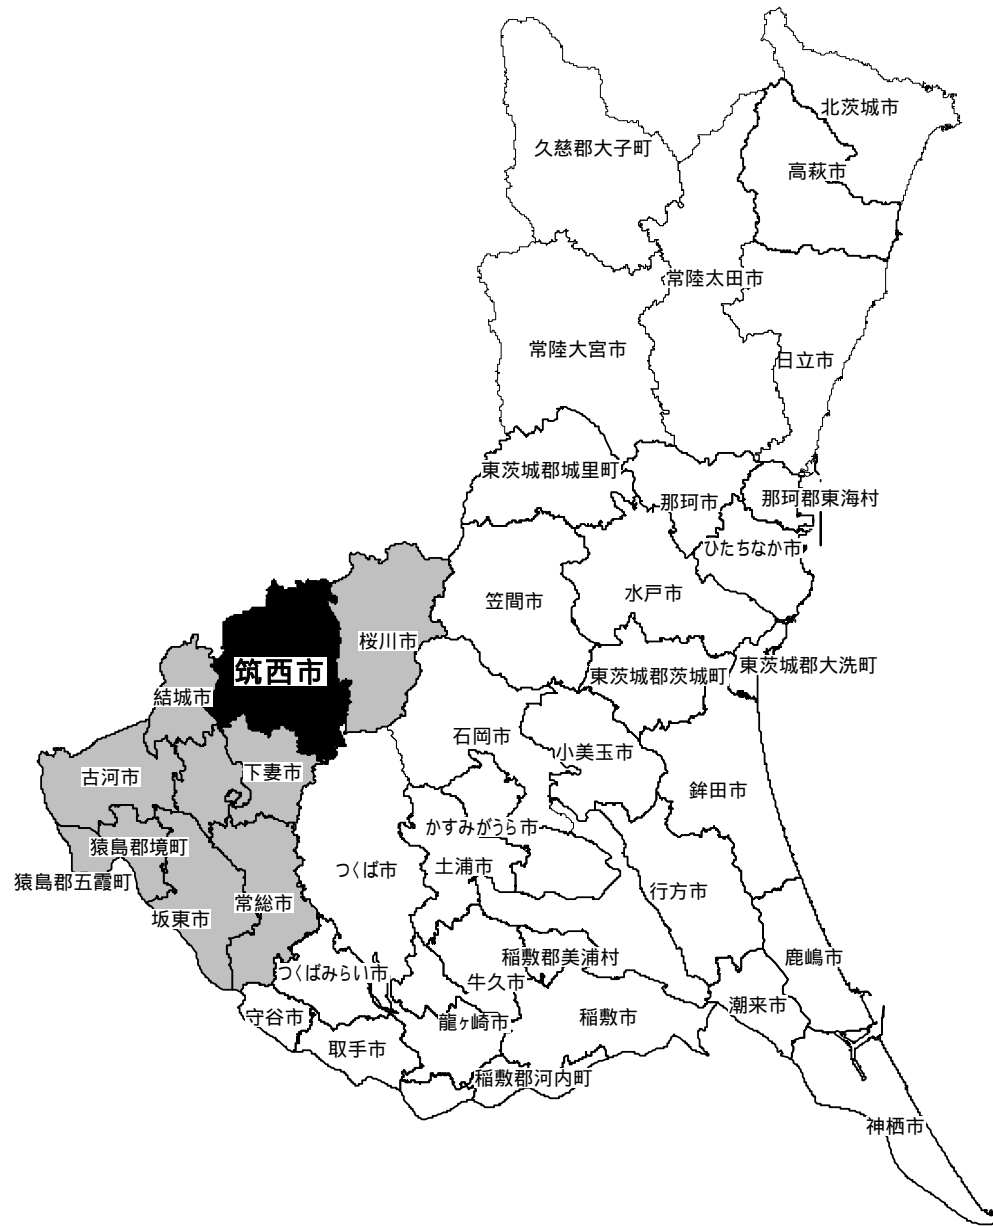 北茨城市
久慈郡大子町
高萩市
常陸太田市
常陸大宮市
日立市
東茨城郡城里町
那珂市
那珂郡東海村
ひたちなか市
笠間市
水戸市
桜川市
筑西市
東茨城郡茨城町
東茨城郡大洗町
結城市
石岡市
小美玉市
古河市
下妻市
鉾田市
かすみがうら市
猿島郡境町
つくば市
土浦市
猿島郡五霞町
行方市
坂東市
常総市
稲敷郡美浦村
鹿嶋市
つくばみらい市
牛久市
潮来市
守谷市
龍ヶ崎市
稲敷市
取手市
稲敷郡河内町
神栖市